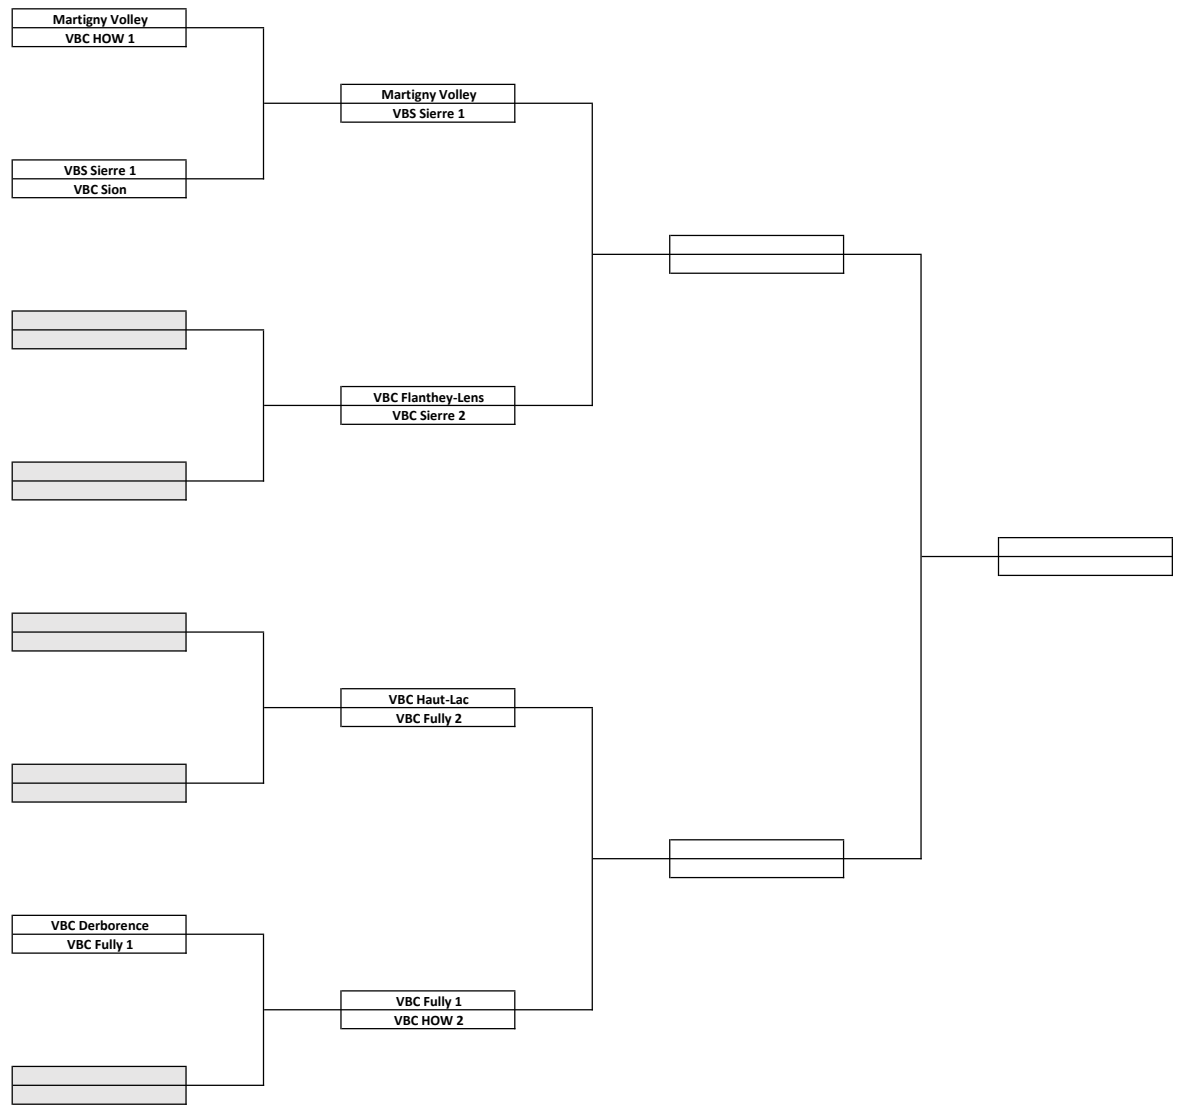 Martigny Volley
VBC HOW 1
Martigny Volley
VBS Sierre 1
VBS Sierre 1
VBC Sion
VBC Flanthey-Lens
VBC Sierre 2
VBC Haut-Lac
VBC Fully 2
VBC Derborence
VBC Fully 1
VBC Fully 1
VBC HOW 2